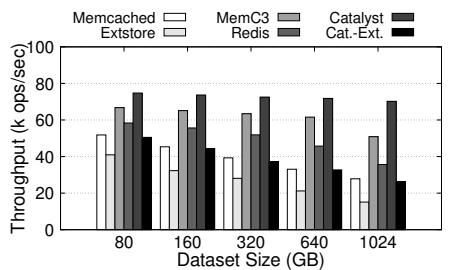 Memcached MemC3 Catalyst
Extstore Redis Cat.-Ext.
100
80
60
40
20
0
Throughput (k ops/sec)
80 160 320 640 1024
Dataset Size (GB)